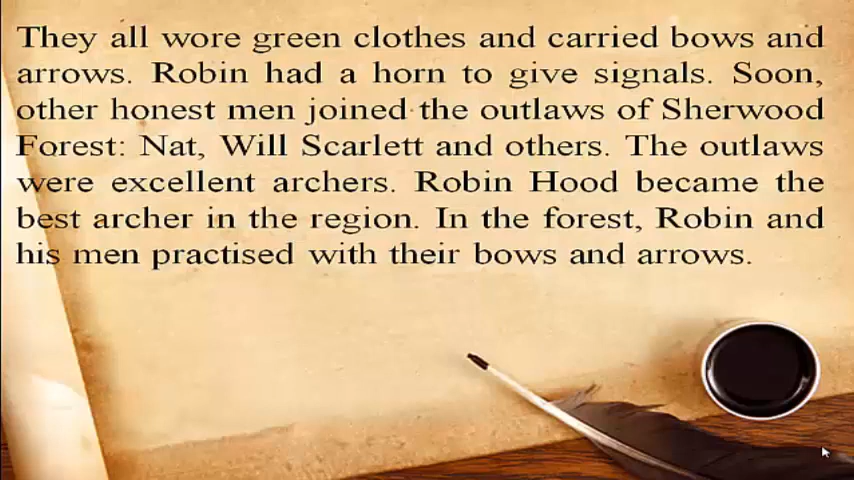 They all wore green clothes and carried bows and
arrows. Robin had a horn to give signals. Soon,
other honest men joined the outlaws of Sherwood
Forest: Nat, Will Scarlett and others. The outlaws
were excellent archers. Robin Hood became the
best archer in the region. In the forest, Robin and
his men practised with their bows and arrows.